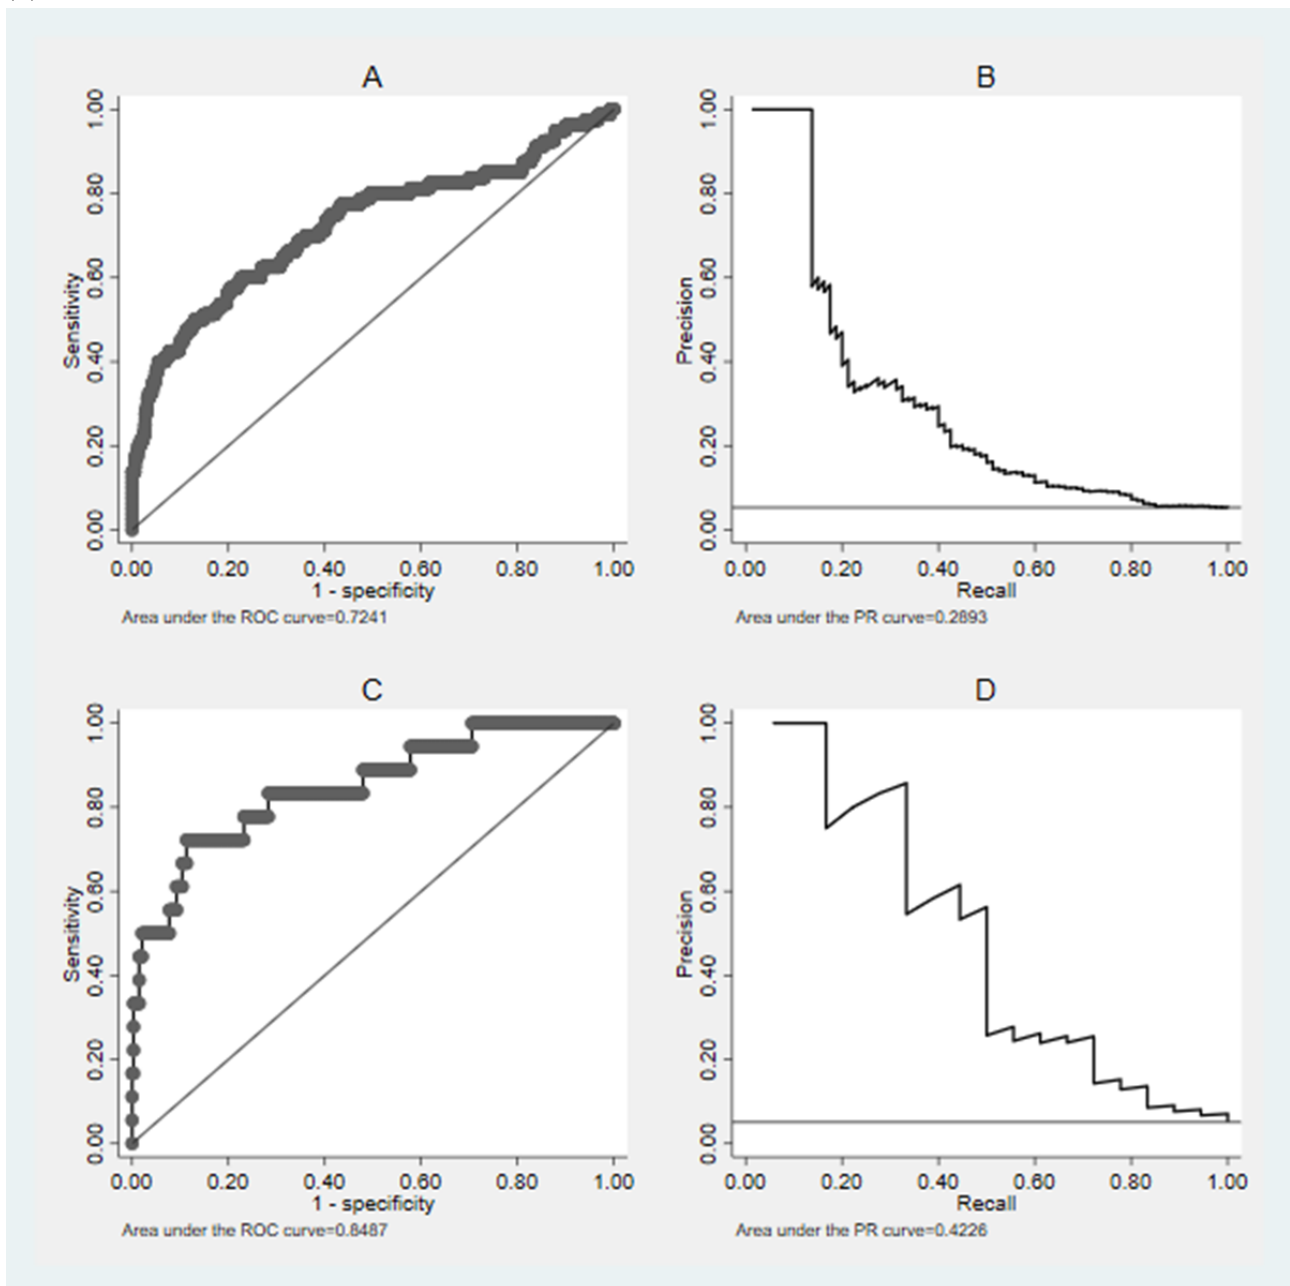 A
B
1.00
0.80
0.60
0.40
0.20
0.00
Sensitivity
0.00 0.20 0.40 0.60 0.80 1.00
1 - specificity
Area under the ROC curve=0.7241
1.00
0.80
0.60
0.40
0.20
0.00
Precision
0.00 0.20 0.40 0.60 0.80 1.00
Recall
Area under the PR curve=0.2893
C
D
1.00
0.80
0.60
0.40
0.20
0.00
Sensitivity
0.00 0.20 0.40 0.60 0.80 1.00
1 - specificity
Area under the ROC curve=0.8487
1.00
0.80
0.60
0.40
0.20
0.00
Precision
0.00 0.20 0.40 0.60 0.80 1.00
Recall
Area under the PR curve=0.4226